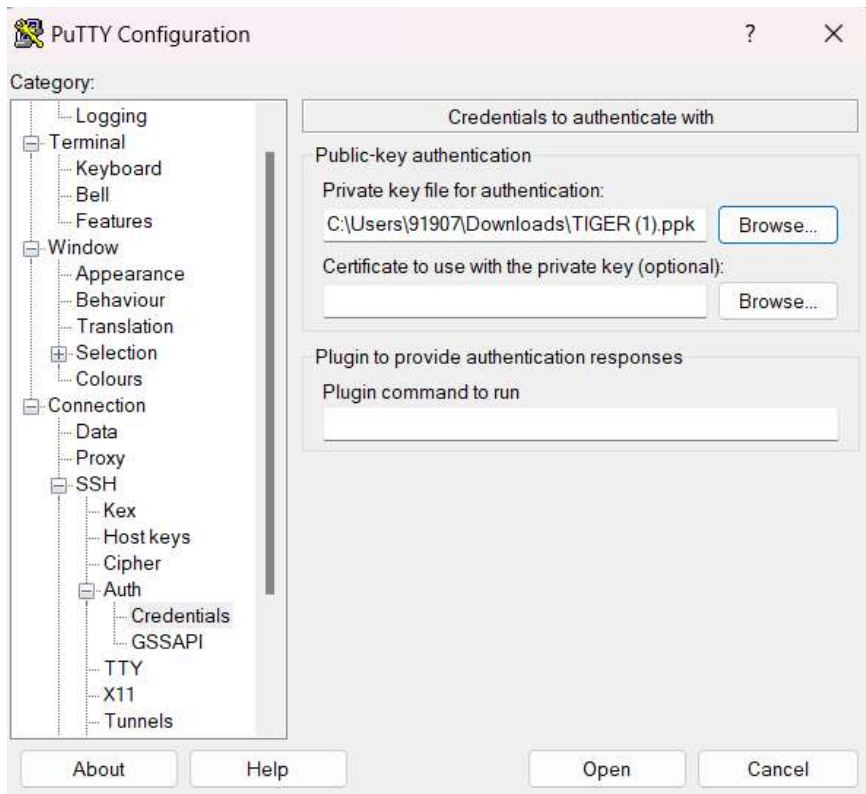 PuTTY Configuration
?
Category:
Logging
Terminal
Keyboard
Bell
Features
Window
Appearance
Behaviour
Translation
Selection
Colours
Connection
Data
Proxy
SSH
Kex
Host keys
Cipher
Auth
Credentials
GSSAPI
TTY
X11
Tunnels
Credentials to authenticate with
Public-key authentication
Private key file for authentication:
C:\Users\91907\Downloads\TIGER (1).ppk
Browse...
Certificate to use with the private key (optional):
Browse...
Plugin to provide authentication responses
Plugin command to run
About
Help
Open
Cancel